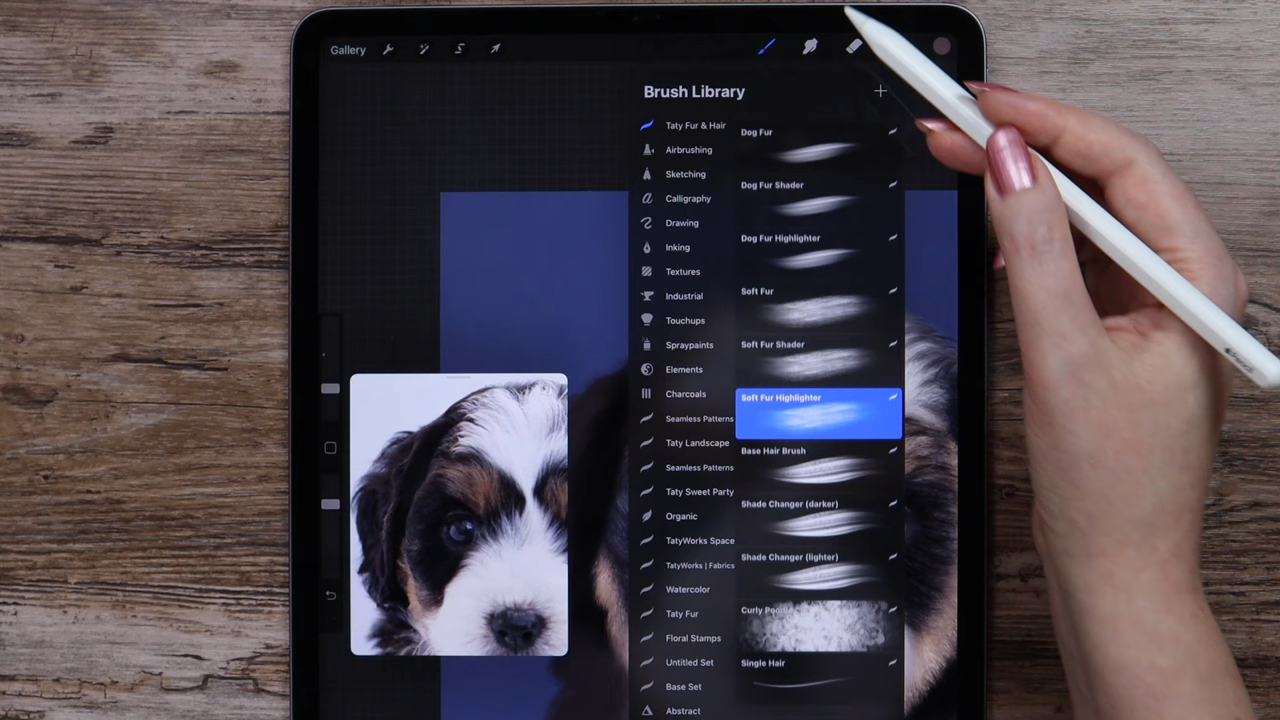 Gallery
Brush Library
Taty Fur & Hair
Airbrushing
Sketching
Calligraphy
Drawing
Inking
Textures
Industrial
Touchups
Spraypaints
Elements
Charcoals
Seamless Patterns
Taty Landscape
Seamless Patterns
Taty Sweet Party
Organic
TatyWorks Space
TatyWorks | Fabrics
Watercolor
Taty Fur
Floral Stamps
Untitled Set
Base Set
Abstract
Dog Fur
Dog Fur Shader
Dog Fur Highlighter
Soft Fur
Soft Fur Shader
Soft Fur Highlighter
Base Hair Brush
Shade Changer (darker)
Shade Changer (lighter)
Curly
Single Hair